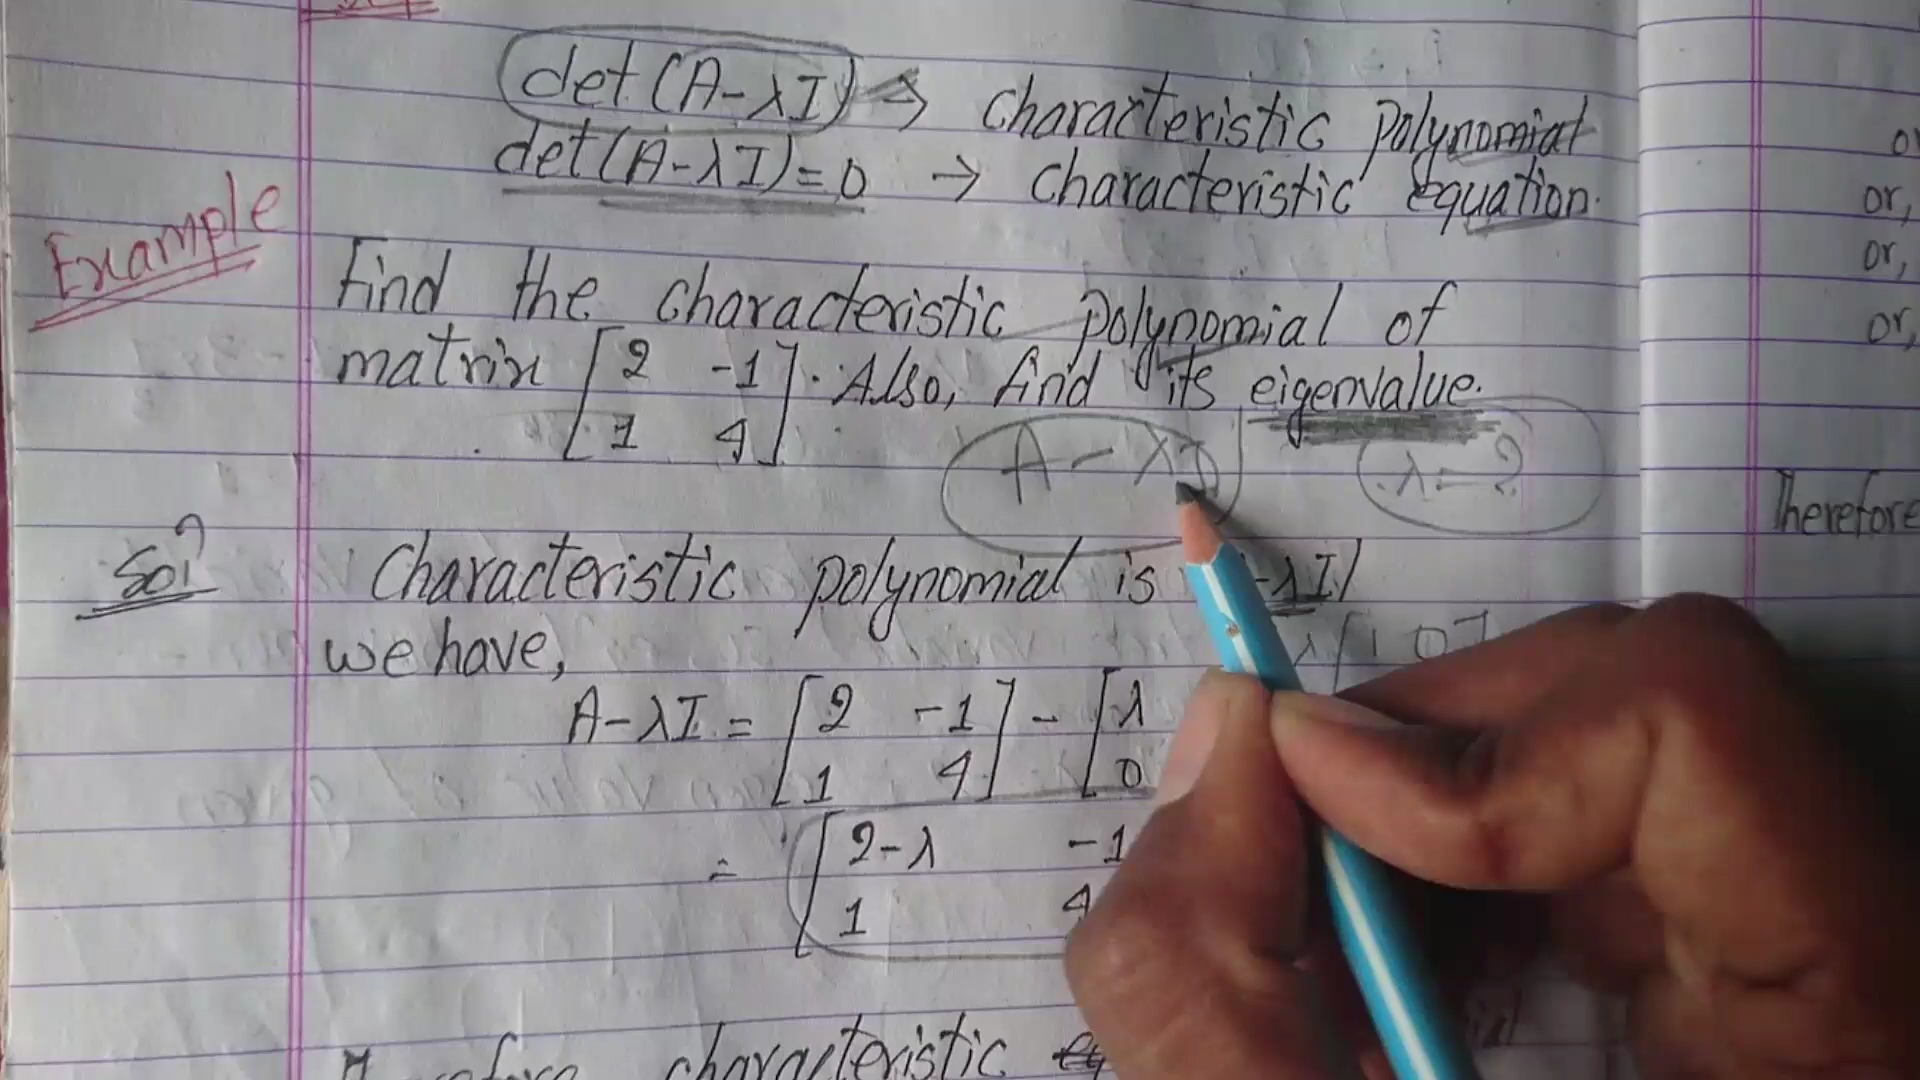 det(A-λI) → characteristic polynomial
det(A-λI)=0 → characteristic equation.
Example
Find the characteristic polynomial of
matrix [2 -1
1 4]. Also, find its eigenvalue.
A-λI λ=?
Sol?
Characteristic polynomial is -λI|
we have,
A-λI = [2 -1
1 4] - [λ
0
= [2-λ -1
1 4
characteristic
or,
or,
or,
Therefore